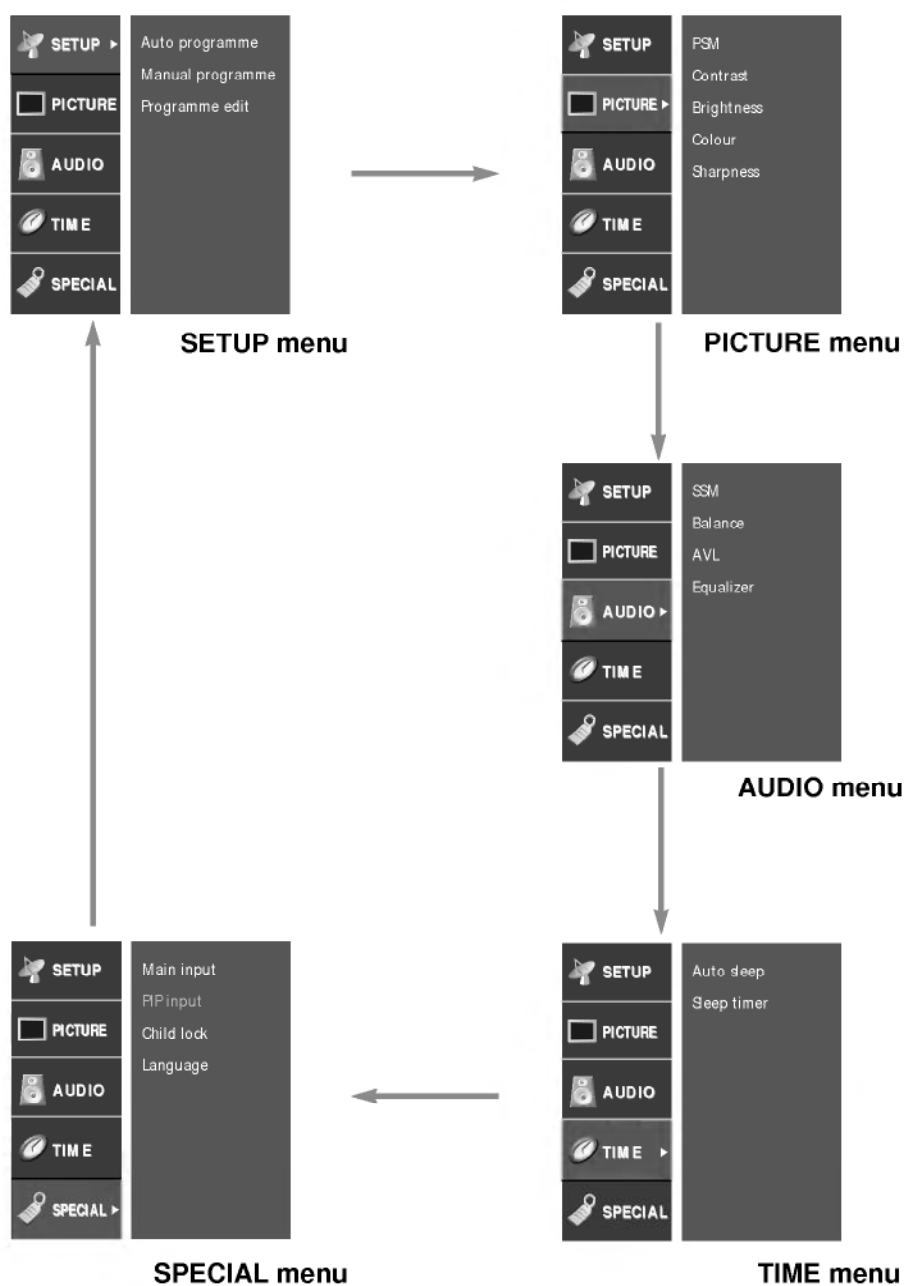 SETUP
PICTURE
AUDIO
TIME
SPECIAL
Auto programme
Manual programme
Programme edit
SETUP menu
SETUP
PICTURE
AUDIO
TIME
SPECIAL
PSM
Contrast
Brightness
Colour
Sharpness
PICTURE menu
SETUP
PICTURE
AUDIO
TIME
SPECIAL
SSM
Balance
AVL
Equalizer
AUDIO menu
SETUP
PICTURE
AUDIO
TIME
SPECIAL
Main input
PIP input
Child lock
Language
SPECIAL menu
SETUP
PICTURE
AUDIO
TIME
SPECIAL
Auto sleep
Sleep timer
TIME menu